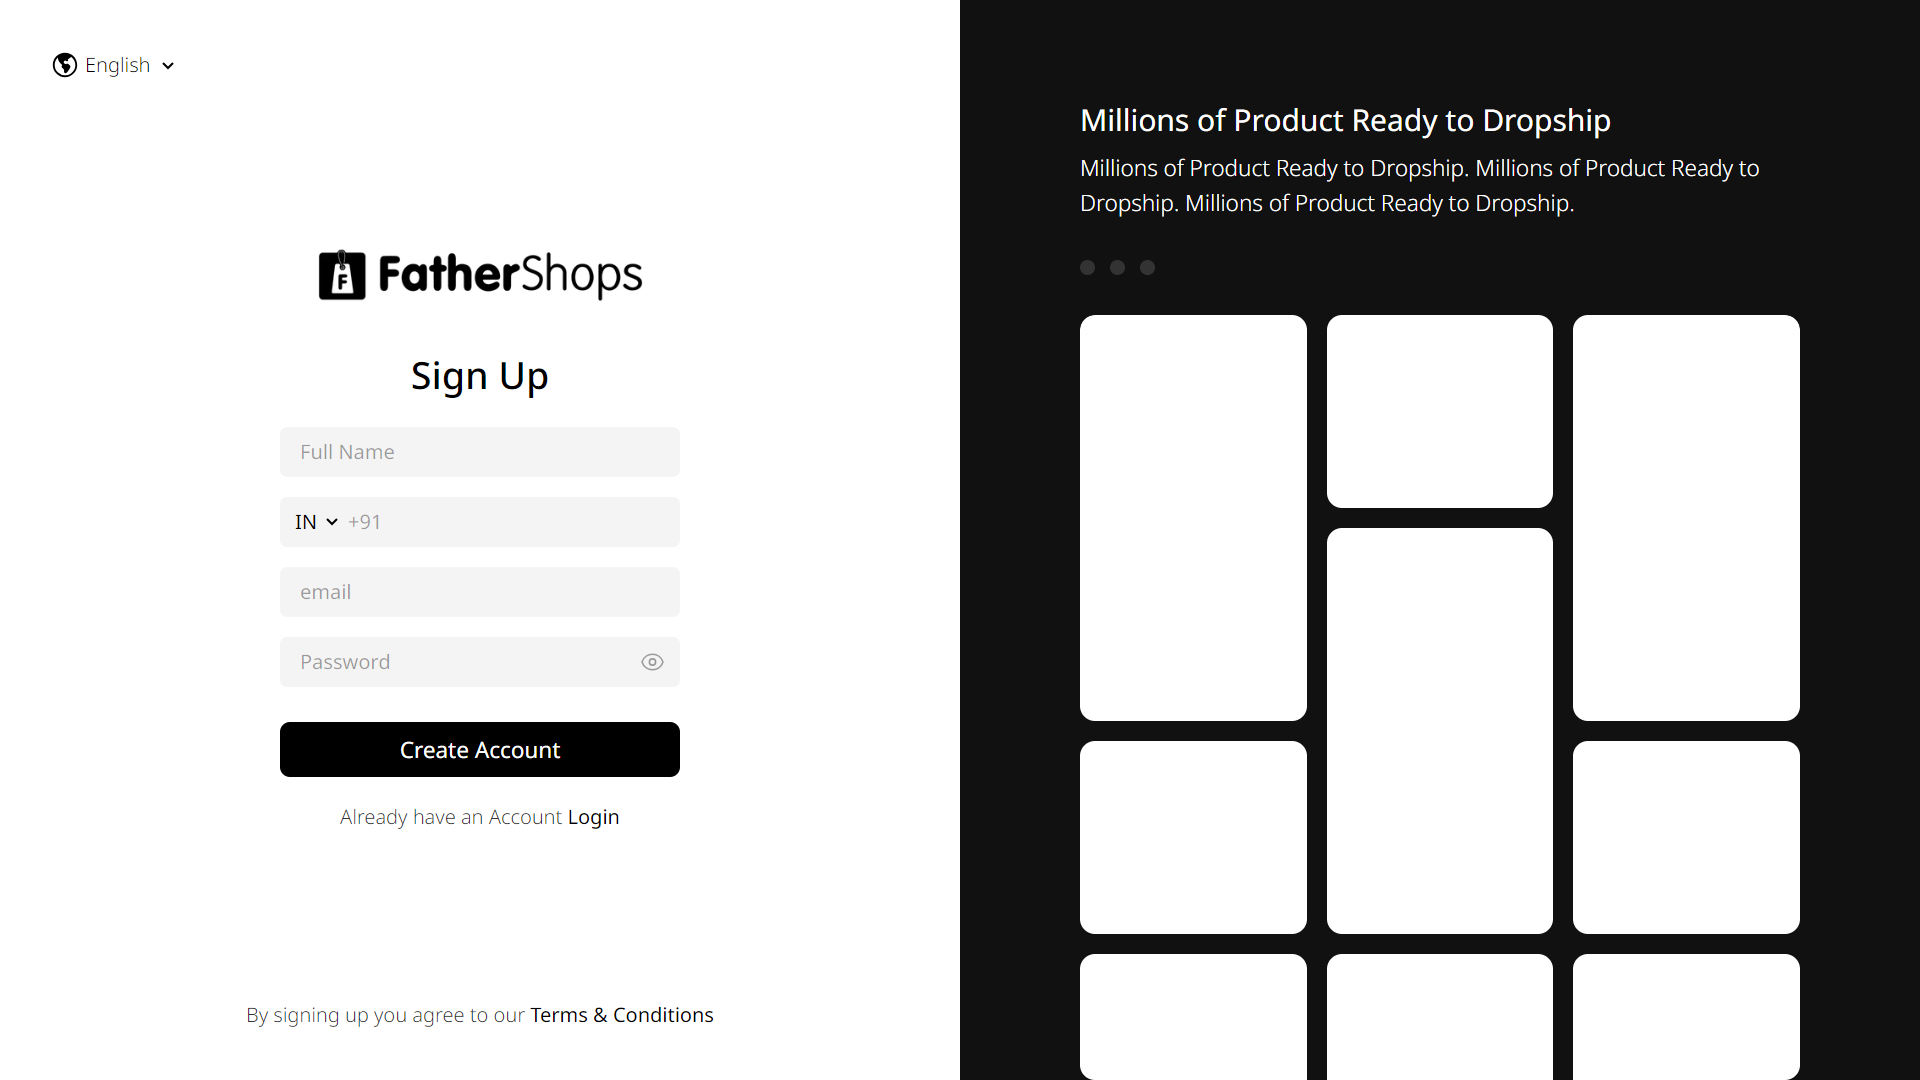 English
F FatherShops
Sign Up
Full Name
IN +91
email
Password
Create Account
Already have an Account Login
By signing up you agree to our Terms & Conditions
Millions of Product Ready to Dropship
Millions of Product Ready to Dropship. Millions of Product Ready to
Dropship. Millions of Product Ready to Dropship.